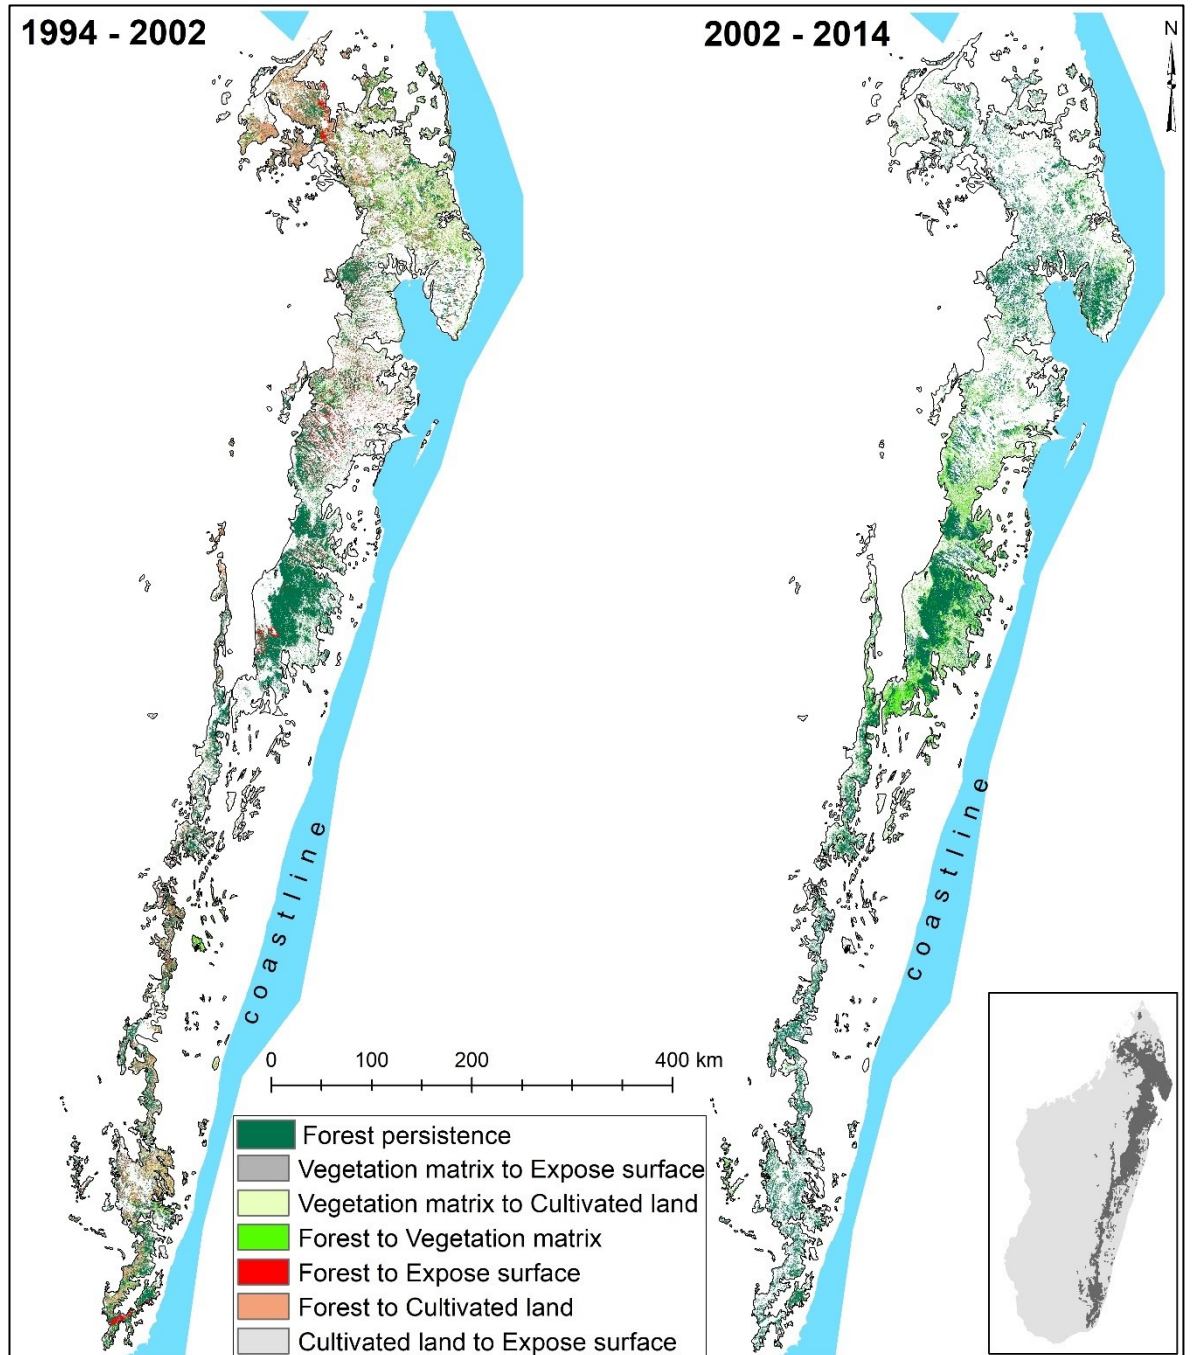 1994 - 2002
2002 - 2014
N
coastline
coastline
0 100 200 400 km
Forest persistence
Vegetation matrix to Expose surface
Vegetation matrix to Cultivated land
Forest to Vegetation matrix
Forest to Expose surface
Forest to Cultivated land
Cultivated land to Expose surface